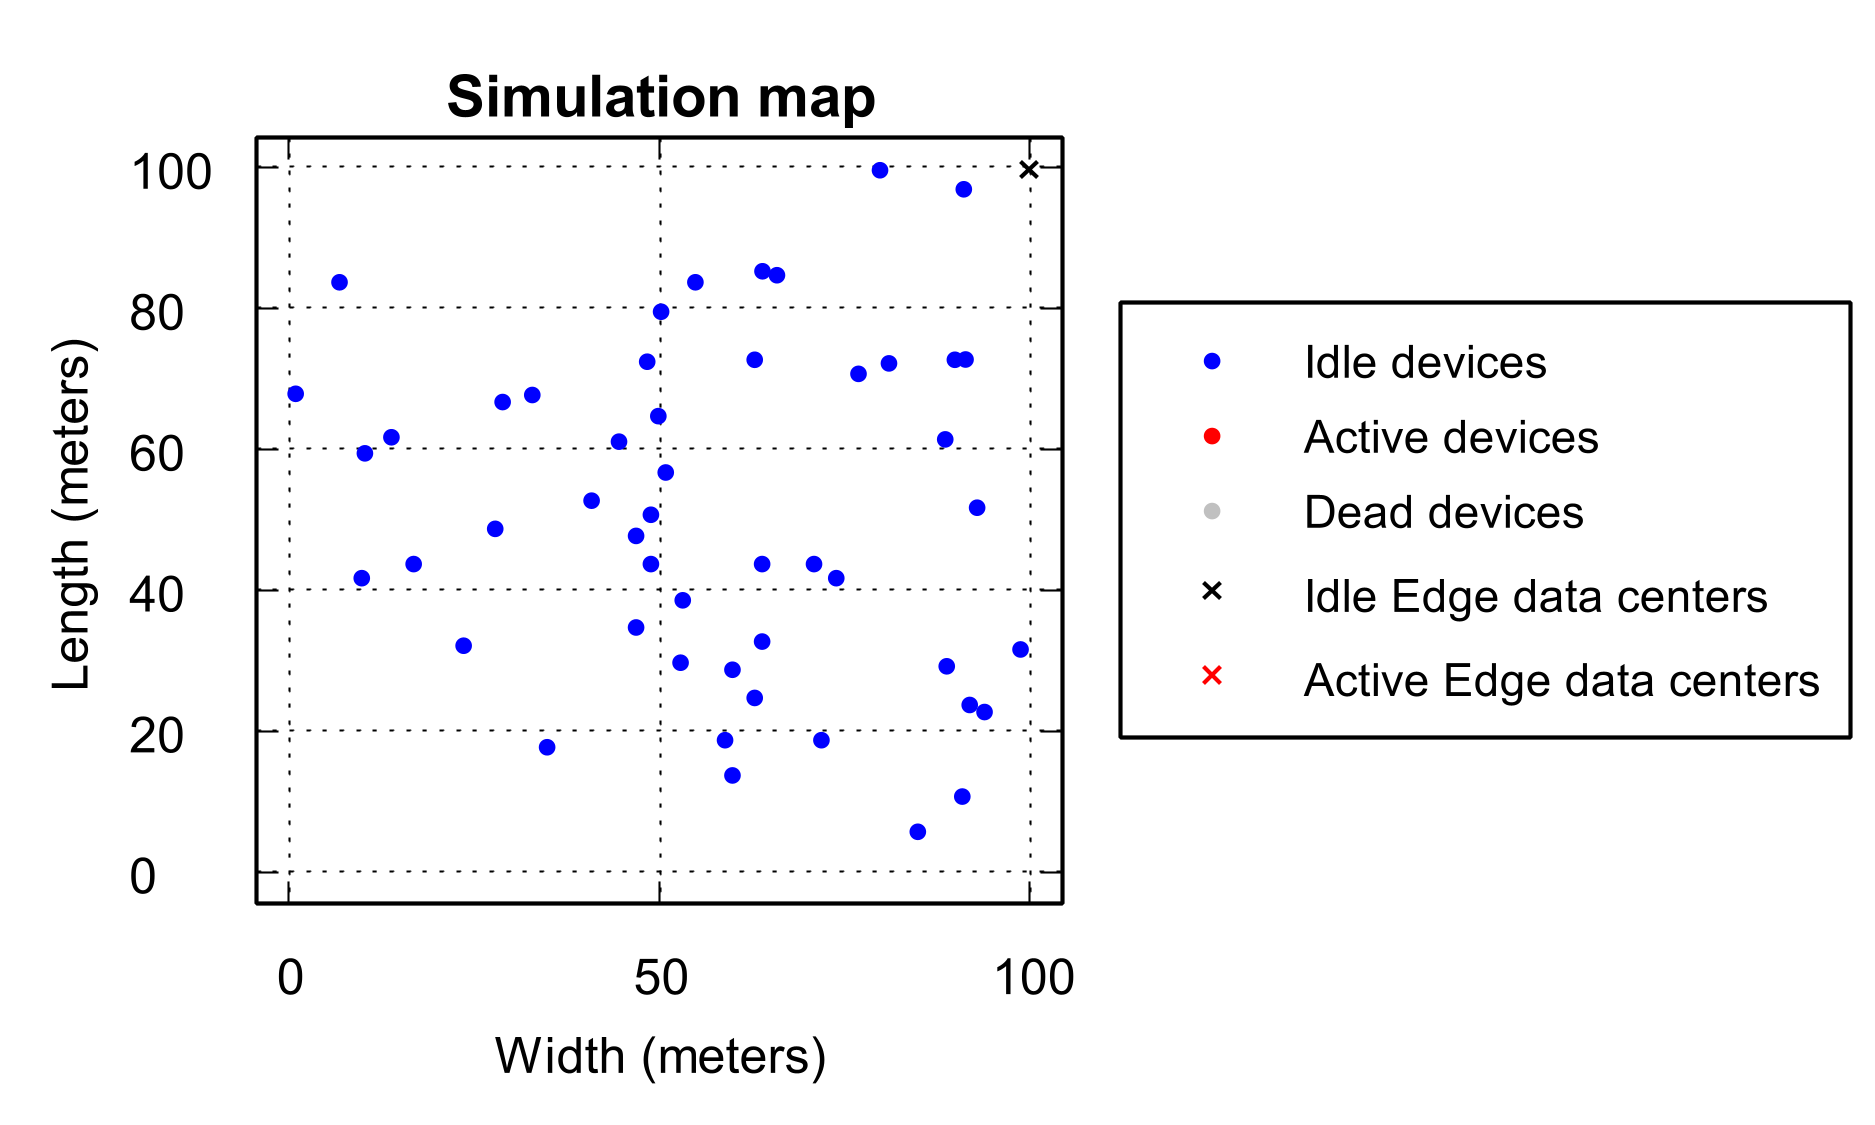 Simulation map
100
80
60
40
20
0
Length (meters)
0 50 100
Width (meters)
Idle devices
Active devices
Dead devices
Idle Edge data centers
Active Edge data centers